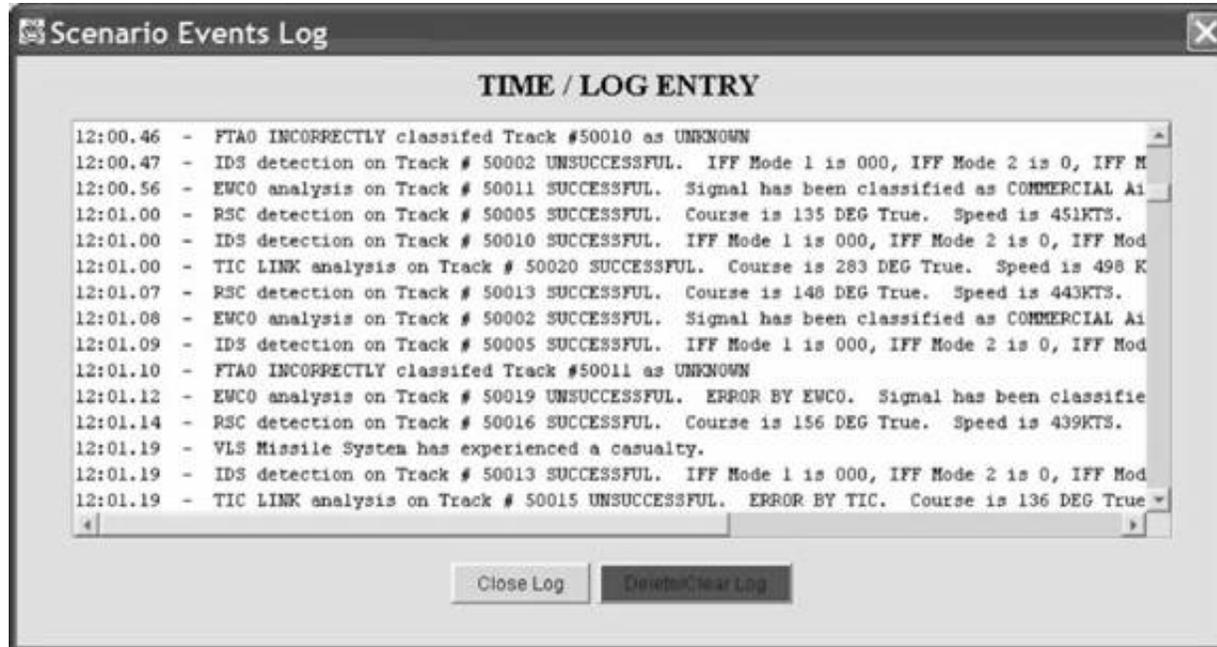 Scenario Events Log
TIME / LOG ENTRY
12:00.46 - FTAO INCORRECTLY classifed Track #50010 as UNKNOWN
12:00.47 - IDS detection on Track # 50002 UNSUCCESSFUL. IFF Mode 1 is 000, IFF Mode 2 is 0, IFF M
12:00.56 - EWCO analysis on Track # 50011 SUCCESSFUL. Signal has been classified as COMMERCIAL Ai
12:01.00 - RSC detection on Track # 50005 SUCCESSFUL. Course is 135 DEG True. Speed is 451KTS.
12:01.00 - IDS detection on Track # 50010 SUCCESSFUL. IFF Mode 1 is 000, IFF Mode 2 is 0, IFF Mod
12:01.00 - TIC LINK analysis on Track # 50020 SUCCESSFUL. Course is 283 DEG True. Speed is 498 K
12:01.07 - RSC detection on Track # 50013 SUCCESSFUL. Course is 148 DEG True. Speed is 443KTS.
12:01.08 - EWCO analysis on Track # 50002 SUCCESSFUL. Signal has been classified as COMMERCIAL Ai
12:01.09 - IDS detection on Track # 50005 SUCCESSFUL. IFF Mode 1 is 000, IFF Mode 2 is 0, IFF Mod
12:01.10 - FTAO INCORRECTLY classifed Track #50011 as UNKNOWN
12:01.12 - EWCO analysis on Track # 50019 UNSUCCESSFUL. ERROR BY EWCO. Signal has been classifie
12:01.14 - RSC detection on Track # 50016 SUCCESSFUL. Course is 156 DEG True. Speed is 439KTS.
12:01.19 - VLS Missile System has experienced a casualty.
12:01.19 - IDS detection on Track # 50013 SUCCESSFUL. IFF Mode 1 is 000, IFF Mode 2 is 0, IFF Mod
12:01.19 - TIC LINK analysis on Track # 50015 UNSUCCESSFUL. ERROR BY TIC. Course is 136 DEG True
Close Log Delete/Clear Log